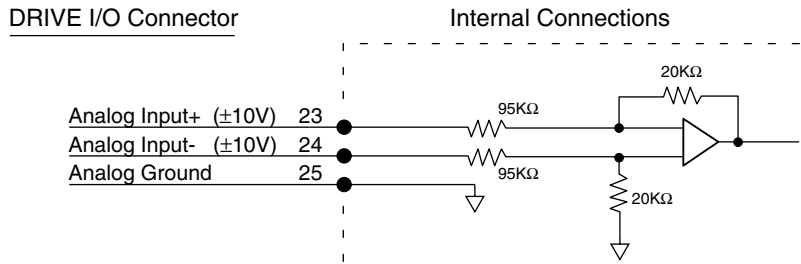 DRIVE I/O Connector
Internal Connections
20KΩ
95KΩ
Analog Input+ (±10V) 23
Analog Input- (±10V) 24
Analog Ground 25
95KΩ
20KΩ